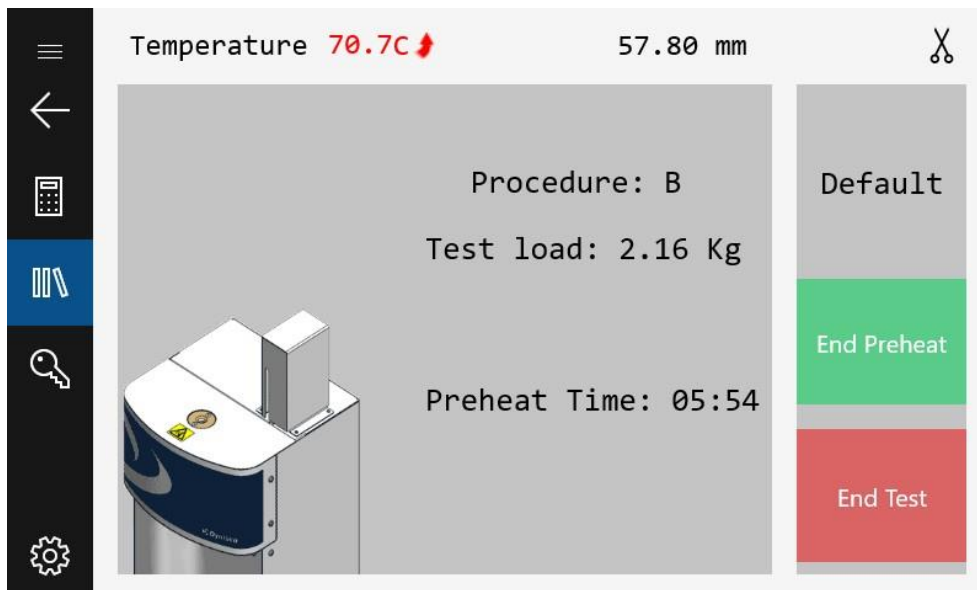 Temperature 70.7C 57.80 mm
Procedure: B
Default
Test load: 2.16 Kg
End Preheat
Preheat Time: 05:54
End Test
Dynisco